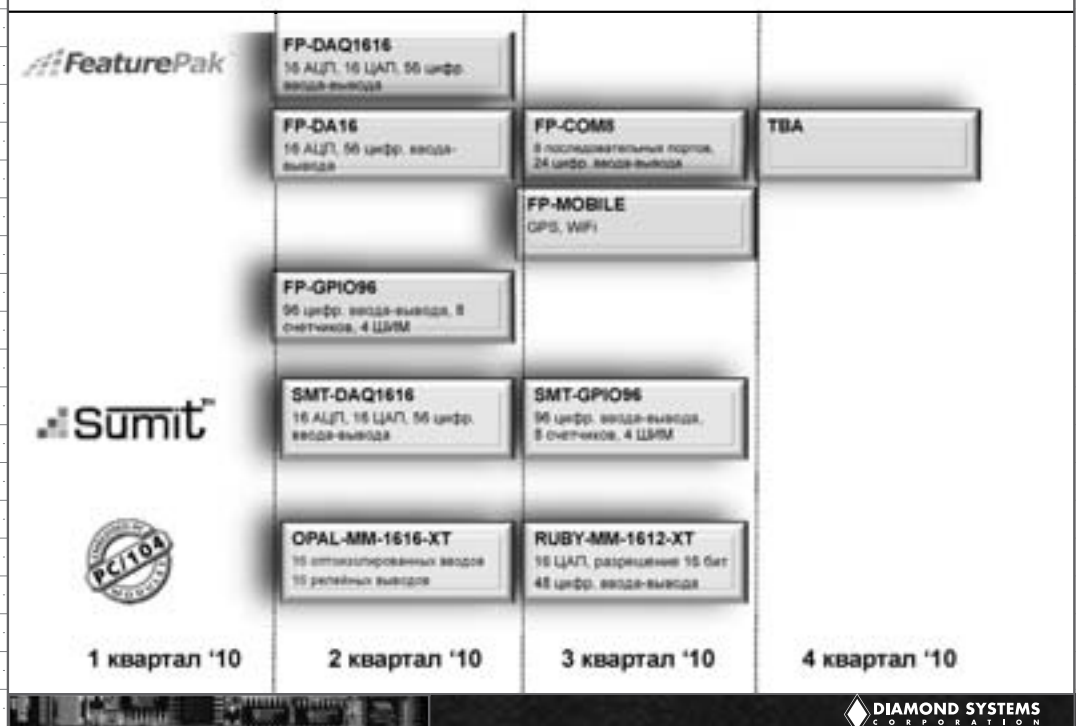 FeaturePak
FP-DAQ1616
16 АЦП, 16 ЦАП, 56 цифр.
ввода-вывода
FP-DA16
16 АЦП, 56 цифр. ввода-
вывода
FP-COM8
8 последовательных портов,
24 цифр. ввода-вывода
TBA
FP-MOBILE
GPS, WiFi
FP-GPIO96
96 цифр. ввода-вывода, 8
счетчиков, 4 ШИМ
Sumit™
SMT-DAQ1616
16 АЦП, 16 ЦАП, 56 цифр.
ввода-вывода
SMT-GPIO96
96 цифр. ввода-вывода,
8 счетчиков, 4 ШИМ
EMBEDDED PC
PC/104
MODULES
OPAL-MM-1616-XT
16 оптоизолированных вводов
16 релейных выводов
RUBY-MM-1612-XT
16 ЦАП, разрешение 16 бит
48 цифр. ввода-вывода
1 квартал ‘10
2 квартал ‘10
3 квартал ‘10
4 квартал ‘10
DIAMOND SYSTEMS
CORPORATION